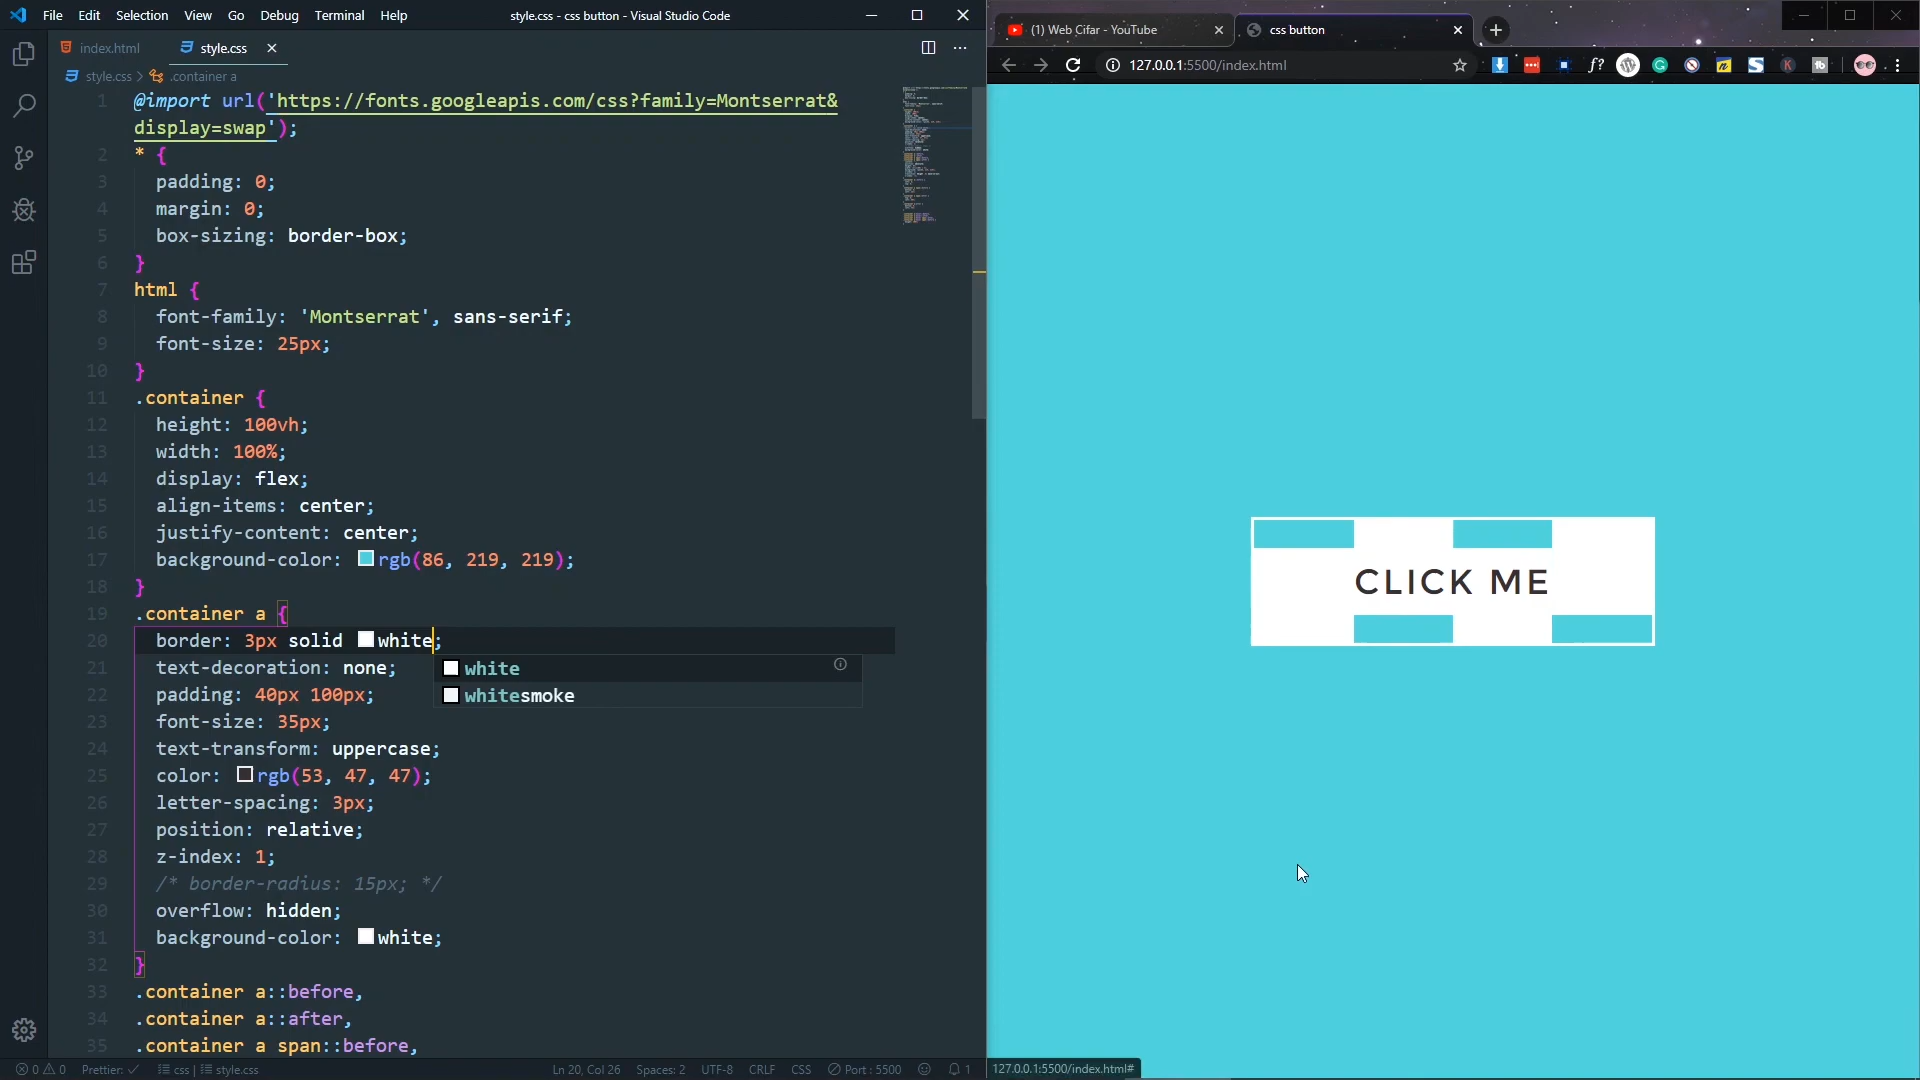 File Edit Selection View Go Debug Terminal Help
style.css - css button - Visual Studio Code
index.html
style.css
style.css > .container a
1 @import url('https://fonts.googleapis.com/css?family=Montserrat&
display=swap');
2 * {
3 padding: 0;
4 margin: 0;
5 box-sizing: border-box;
6 }
7 html {
8 font-family: 'Montserrat', sans-serif;
9 font-size: 25px;
10 }
11 .container {
12 height: 100vh;
13 width: 100%;
14 display: flex;
15 align-items: center;
16 justify-content: center;
17 background-color: rgb(86, 219, 219);
18 }
19 .container a {
20 border: 3px solid white;
21 text-decoration: none;
white
22 padding: 40px 100px;
whitesmoke
23 font-size: 35px;
24 text-transform: uppercase;
25 color: rgb(53, 47, 47);
26 letter-spacing: 3px;
27 position: relative;
28 z-index: 1;
29 /* border-radius: 15px; */
30 overflow: hidden;
31 background-color: white;
32 }
33 .container a::before,
34 .container a::after,
35 .container a span::before,
0 0 Prettier: ✓ css | style.css Ln 20, Col 26 Spaces: 2 UTF-8 CRLF CSS Port : 5500 1
(1) Web Cifar - YouTube
css button
127.0.0.1:5500/index.html
CLICK ME
127.0.0.1:5500/index.html#